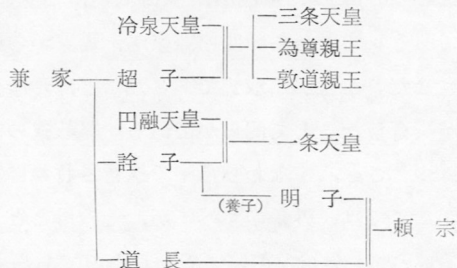 冷泉天皇 三条天皇
為尊親王
兼家 超子 敦道親王
円融天皇 一条天皇
詮子
(養子) 明子
頼宗
道長